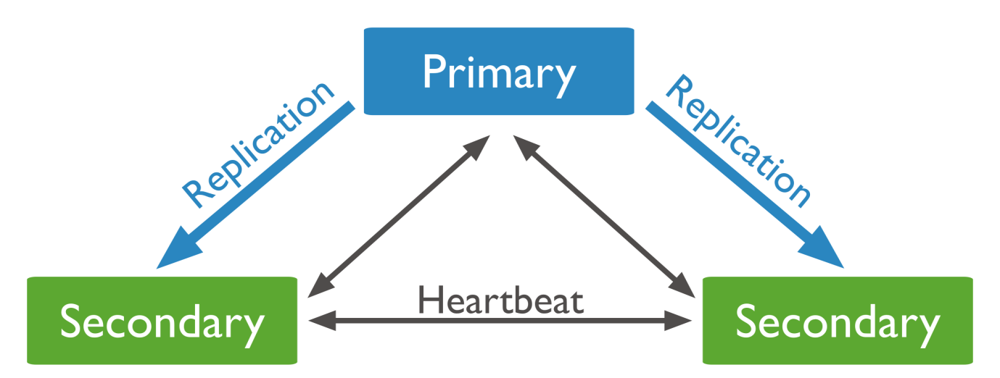 Primary
Replication
Replication
Heartbeat
Secondary
Secondary